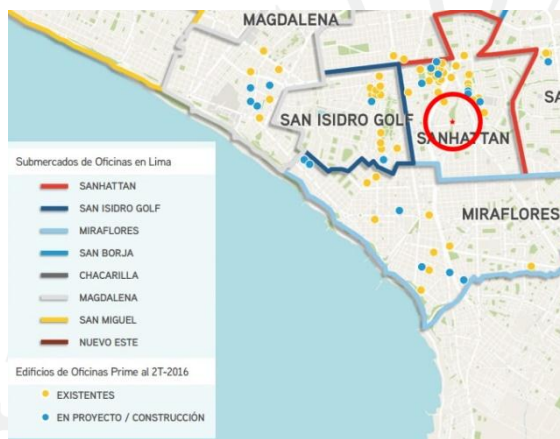 MAGDALENA
SAN ISIDRO GOLF
SANHATTAN
SA
MIRAFLORES
Submercados de Oficinas en Lima
SANHATTAN
SAN ISIDRO GOLF
MIRAFLORES
SAN BORJA
CHACARILLA
MAGDALENA
SAN MIGUEL
NUEVO ESTE
Edificios de Oficinas Prime al 2T-2016
EXISTENTES
EN PROYECTO / CONSTRUCCIÓN